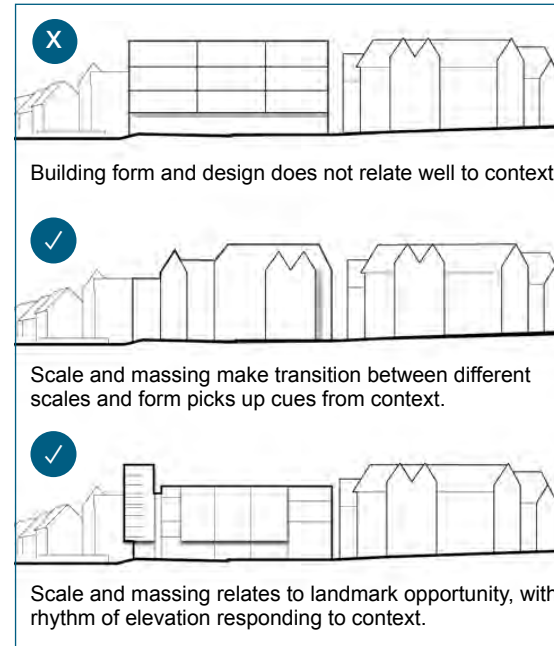 X
Building form and design does not relate well to context
✓
Scale and massing make transition between different
scales and form picks up cues from context.
✓
Scale and massing relates to landmark opportunity, with
rhythm of elevation responding to context.